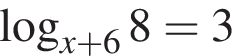 log_{x+6} 8 = 3